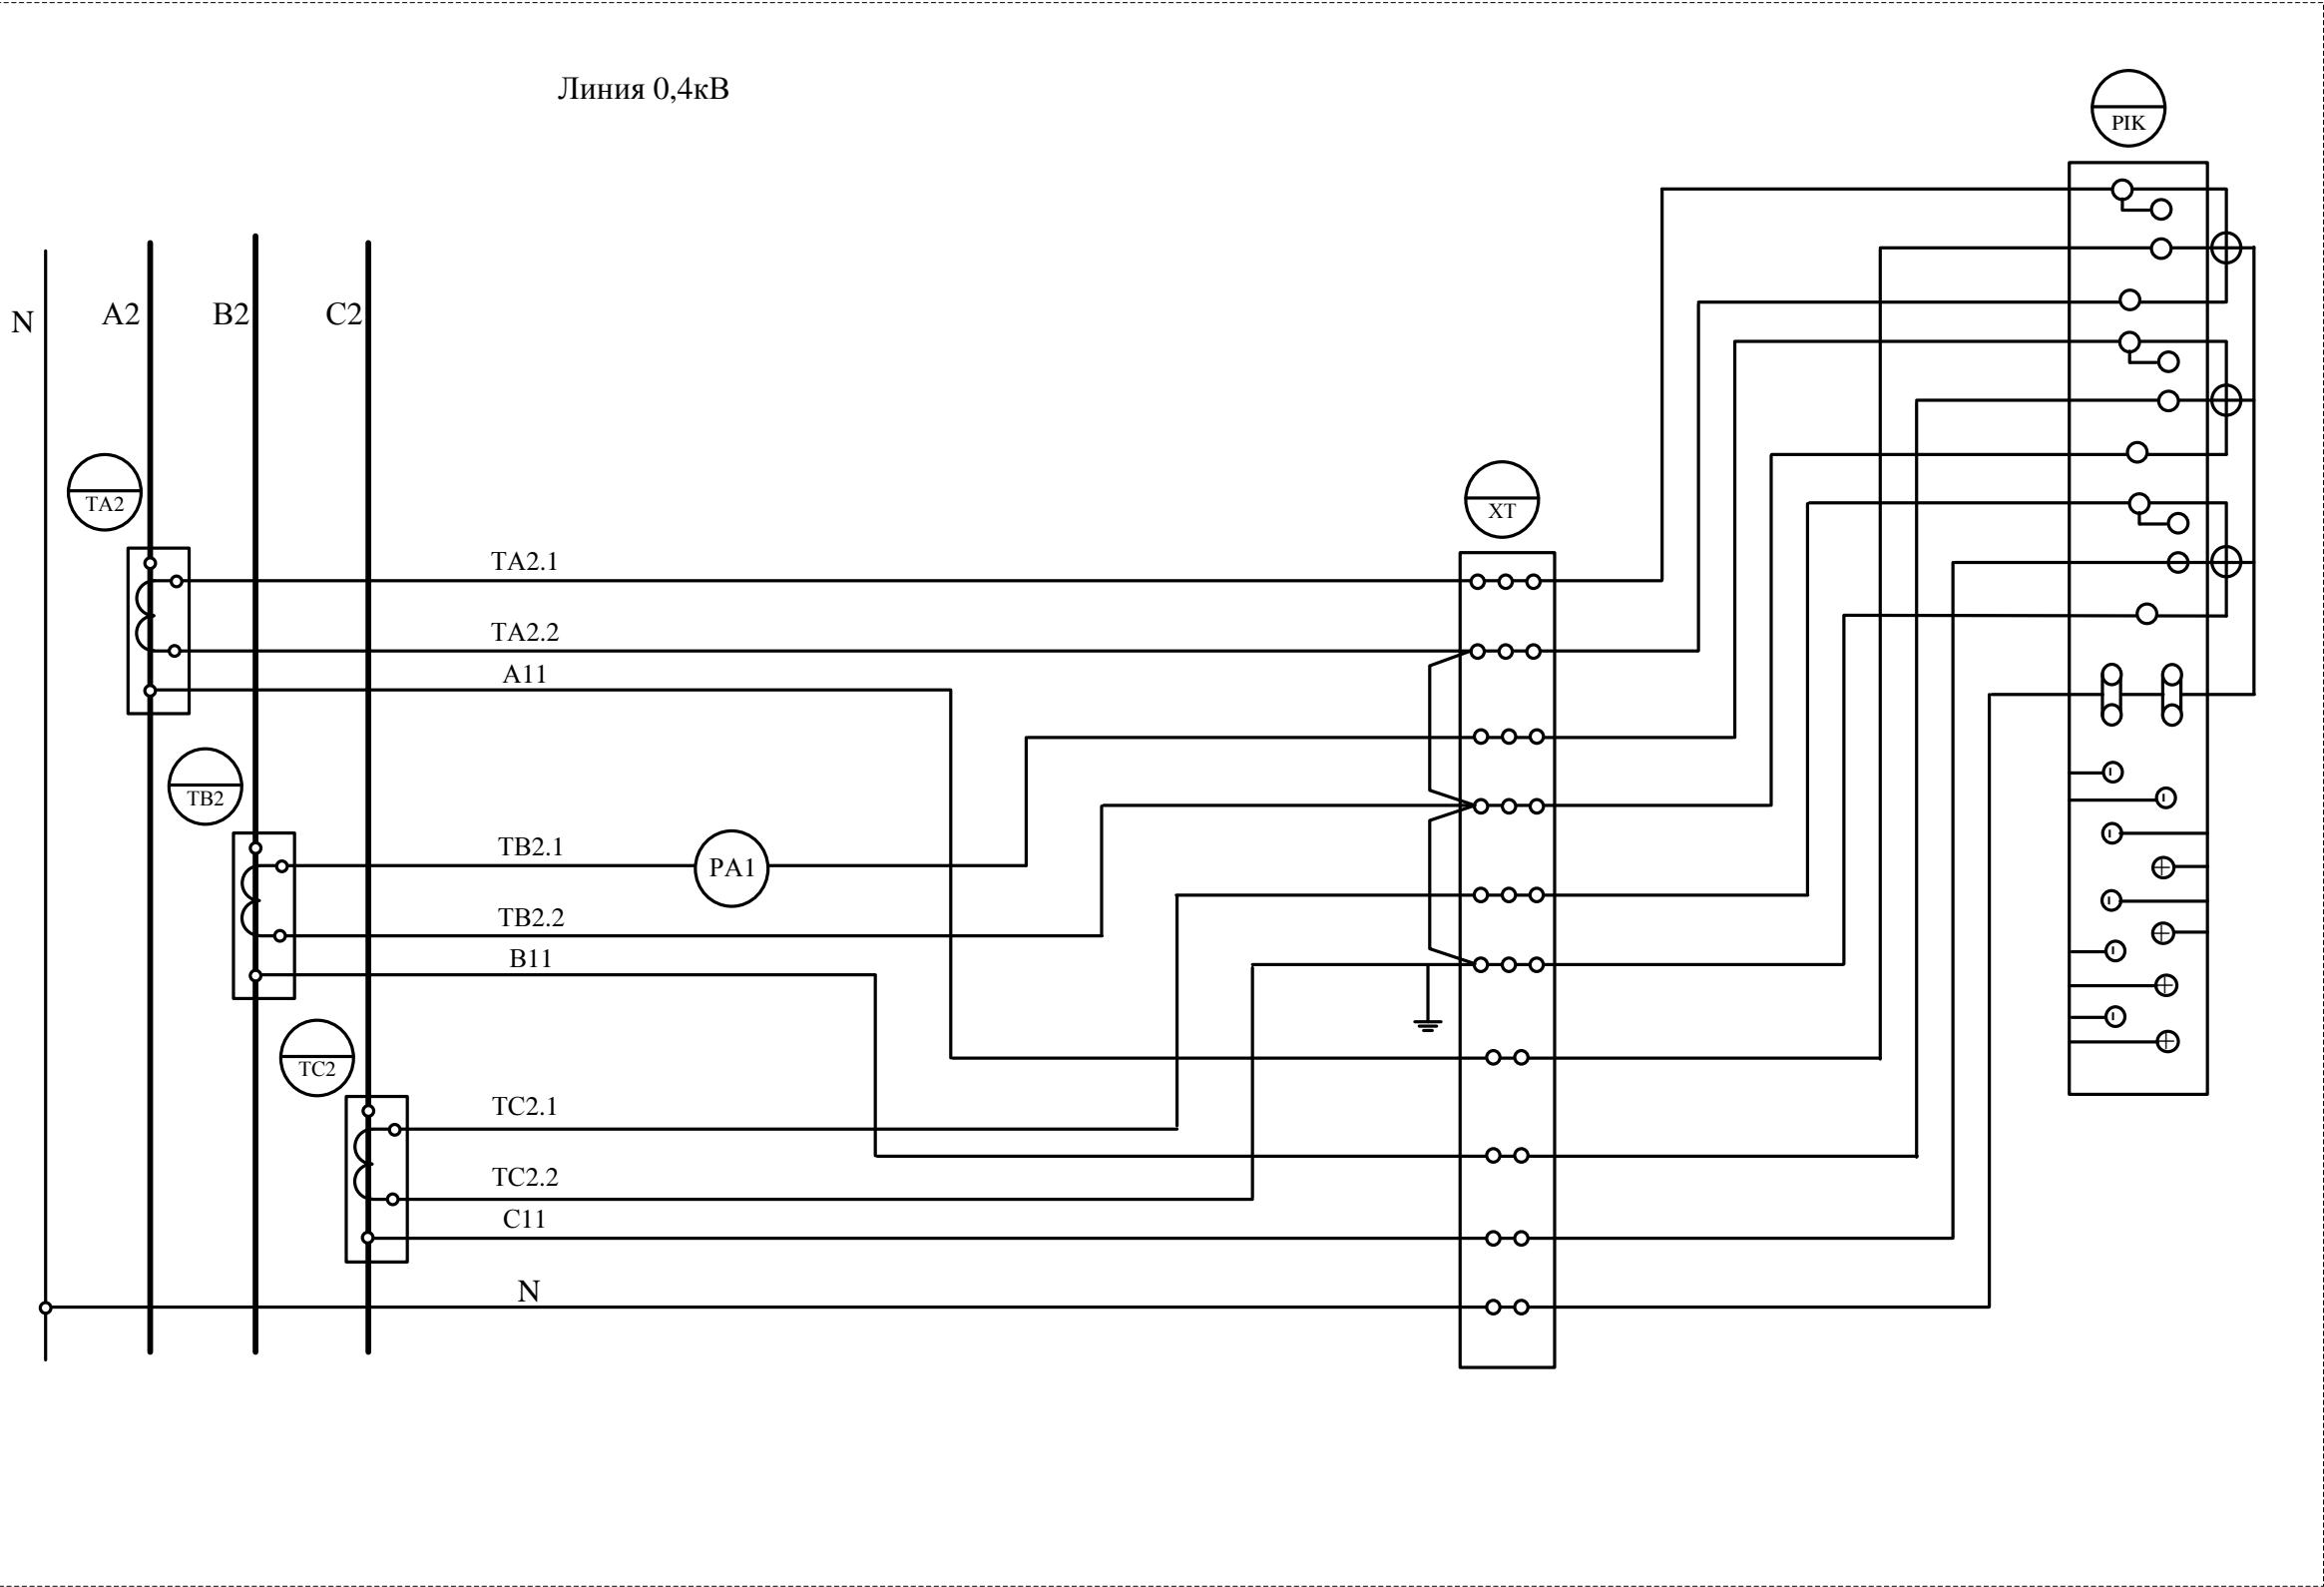 Линия 0,4кВ
PIK
N
A2
B2
C2
TA2
XT
TA2.1
TA2.2
A11
TB2
TB2.1
PA1
TB2.2
B11
TC2
TC2.1
TC2.2
C11
N